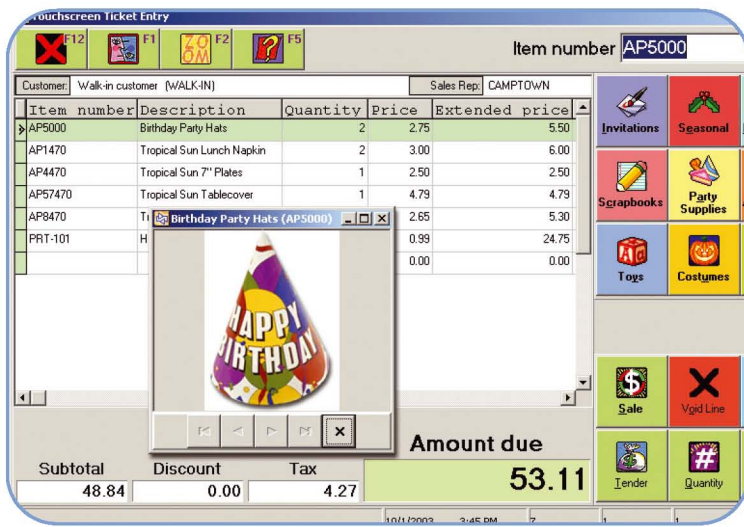 Touchscreen Ticket Entry
F12 F1 ZOOM F2 F5
Item number AP5000
Customer: Walk-in customer (WALK-IN) Sales Rep: CAMPTOWN
Item number Description Quantity Price Extended price
AP5000 Birthday Party Hats 2 2.75 5.50
AP1470 Tropical Sun Lunch Napkin 2 3.00 6.00
AP4470 Tropical Sun 7" Plates 1 2.50 2.50
AP57470 Tropical Sun Tablecover 1 4.79 4.79
AP8470 2.65 5.30
PRT-101 H 0.99 24.75
0.00 0.00
Birthday Party Hats (AP5000)
HAPPY
BIRTHDAY
Invitations Seasonal
Scrapbooks Party Supplies
Toys Costumes
Sale Void Line
Tender Quantity
Amount due
Subtotal Discount Tax
48.84 0.00 4.27 53.11
10/1/2003 3:45 PM 7 1 1